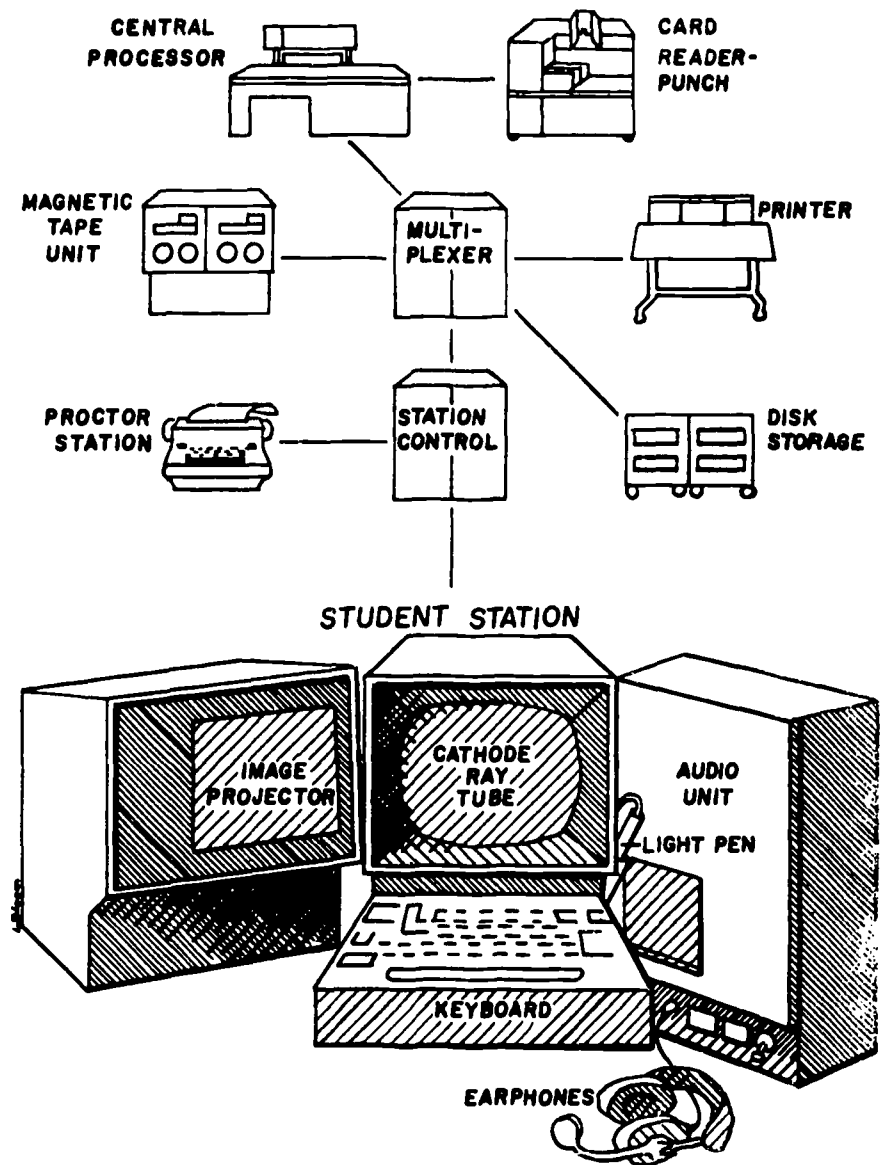 CENTRAL
PROCESSOR
CARD
READER-
PUNCH
MAGNETIC
TAPE
UNIT
MULTI-
PLEXER
PRINTER
PROCTOR
STATION
STATION
CONTROL
DISK
STORAGE
STUDENT STATION
IMAGE
PROJECTOR
CATHODE
RAY
TUBE
AUDIO
UNIT
LIGHT PEN
KEYBOARD
EARPHONES